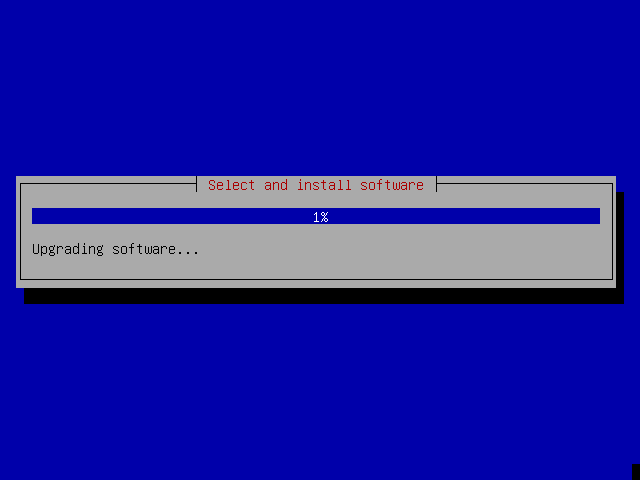 Select and install software
1%
Upgrading software...